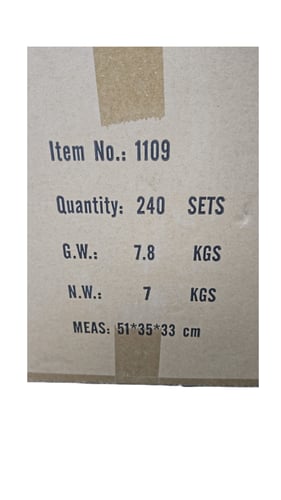 Item No.: 1109
Quantity: 240 SETS
G.W.: 7.8 KGS
N.W.: 7 KGS
MEAS: 51*35*33 cm